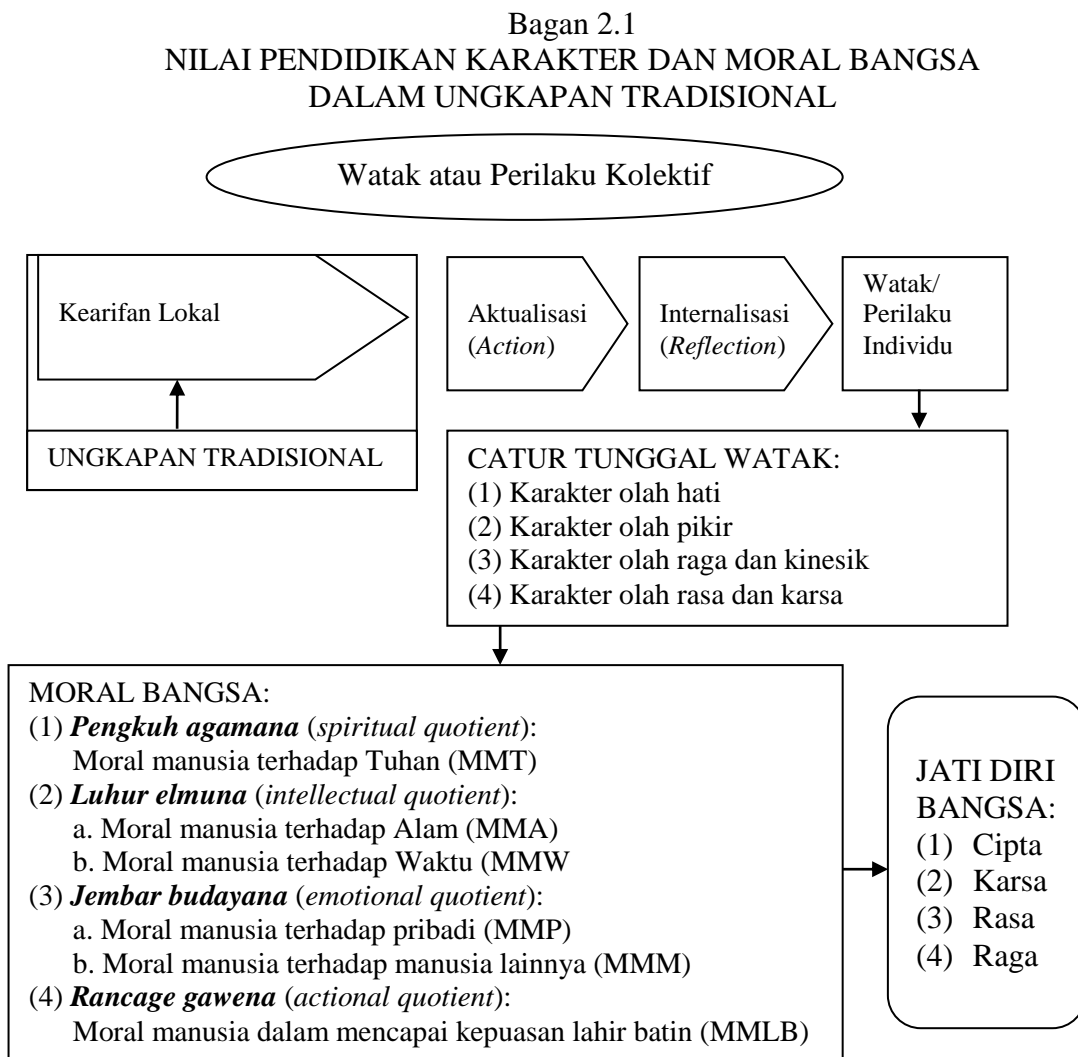 Bagan 2.1
NILAI PENDIDIKAN KARAKTER DAN MORAL BANGSA
DALAM UNGKAPAN TRADISIONAL
Watak atau Perilaku Kolektif
Kearifan Lokal
UNGKAPAN TRADISIONAL
Aktualisasi
(Action)
Internalisasi
(Reflection)
Watak/
Perilaku
Individu
CATUR TUNGGAL WATAK:
(1) Karakter olah hati
(2) Karakter olah pikir
(3) Karakter olah raga dan kinesik
(4) Karakter olah rasa dan karsa
MORAL BANGSA:
(1) Pengkuh agamana (spiritual quotient):
Moral manusia terhadap Tuhan (MMT)
(2) Luhur elmuna (intellectual quotient):
a. Moral manusia terhadap Alam (MMA)
b. Moral manusia terhadap Waktu (MMW
(3) Jembar budayana (emotional quotient):
a. Moral manusia terhadap pribadi (MMP)
b. Moral manusia terhadap manusia lainnya (MMM)
(4) Rancage gawena (actional quotient):
Moral manusia dalam mencapai kepuasan lahir batin (MMLB)
JATI DIRI
BANGSA:
(1) Cipta
(2) Karsa
(3) Rasa
(4) Raga